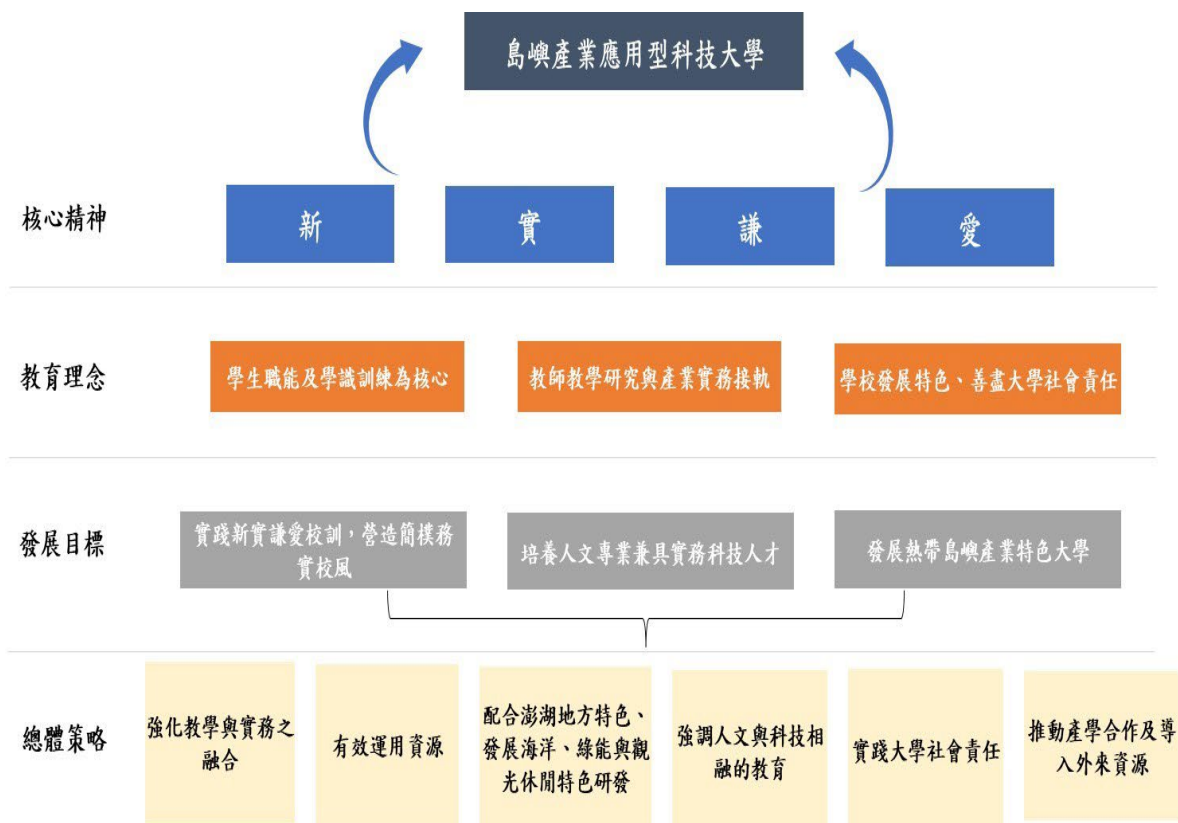 島嶼產業應用型科技大學
核心精神
新
實
謙
愛
教育理念
學生職能及學識訓練為核心
教師教學研究與產業實務接軌
學校發展特色、善盡大學社會責任
發展目標
實踐新實謙愛校訓，營造簡樸務
實校風
培養人文專業兼具實務科技人才
發展熱帶島嶼產業特色大學
總體策略
強化教學與實務之
融合
有效運用資源
配合澎湖地方特色、
發展海洋、綠能與觀
光休閒特色研發
強調人文與科技相
融的教育
實踐大學社會責任
推動產學合作及導
入外來資源